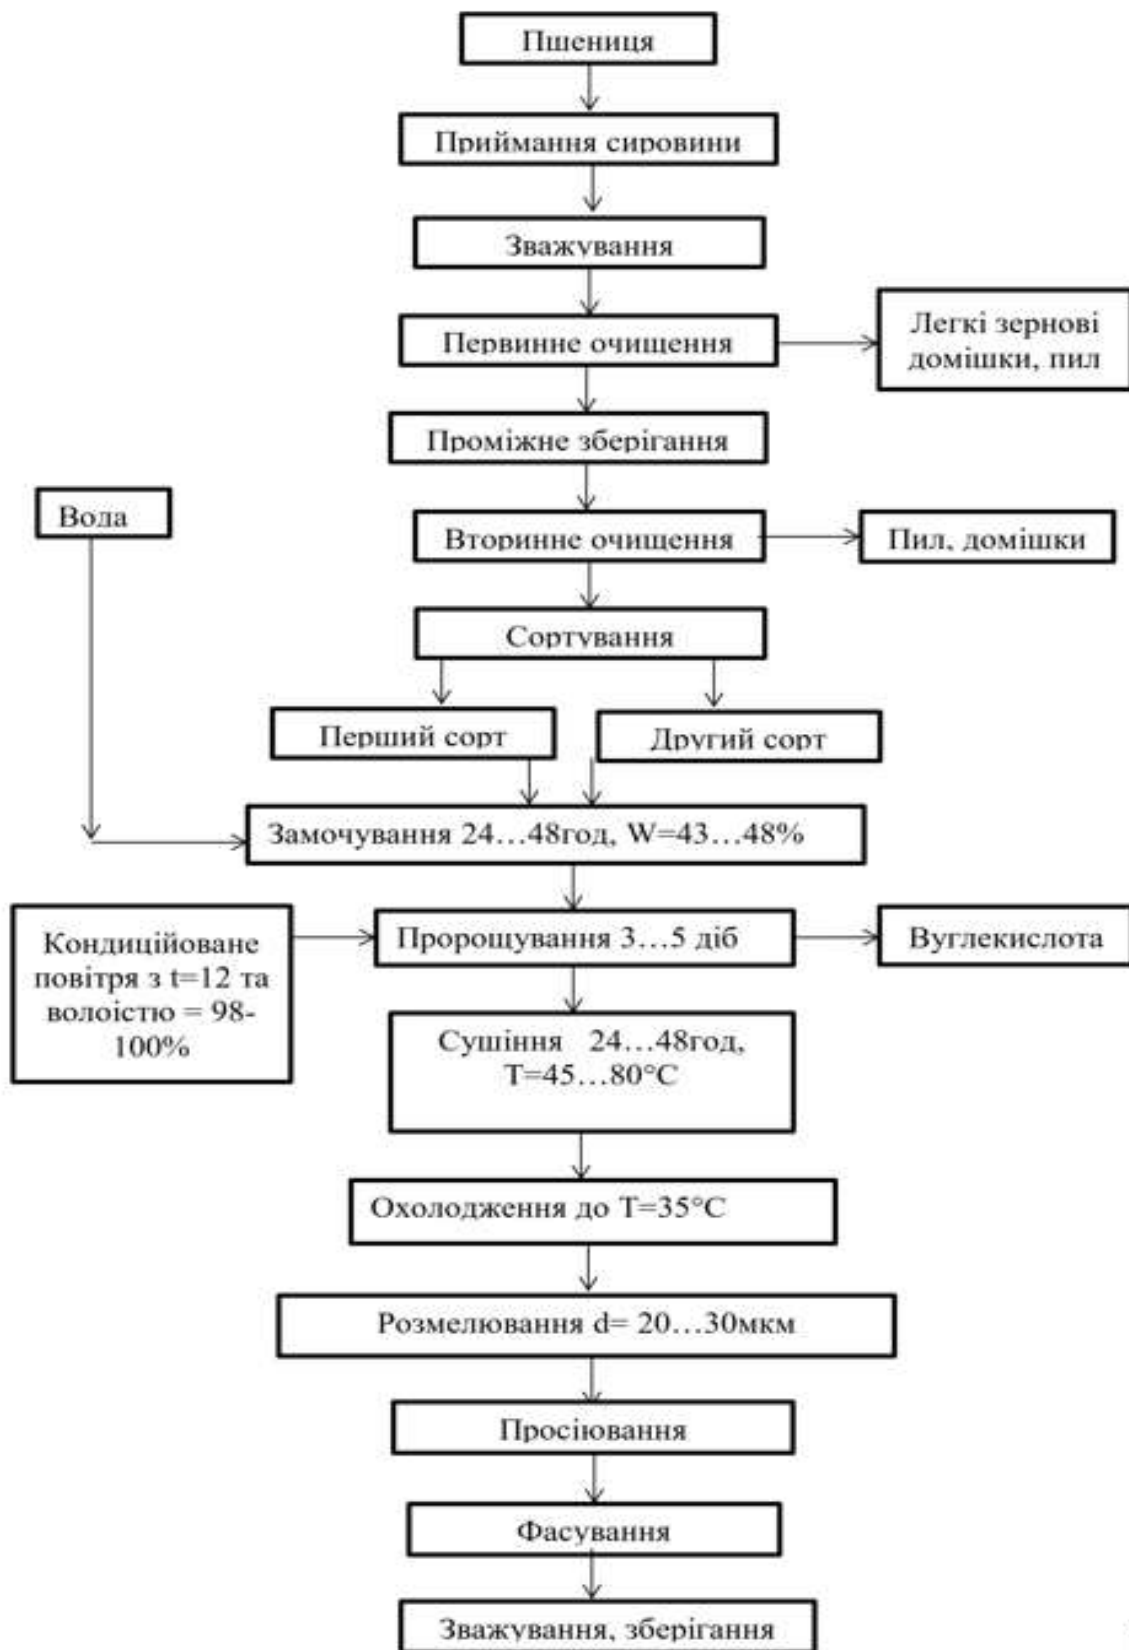 Пшениця
Приймання сировини
Зважування
Первинне очищення
Легкі зернові
домішки, пил
Проміжне зберігання
Вода
Вторинне очищення
Пил, домішки
Сортування
Перший сорт
Другий сорт
Замочування 24...48год, W=43...48%
Кондиційоване
повітря з t=12 та
волоістю = 98-
100%
Пророщування 3...5 діб
Вуглекислота
Сушіння 24...48год,
T=45...80°C
Охолодження до T=35°C
Розмелювання d= 20...30мкм
Просіювання
Фасування
Зважування, зберігання